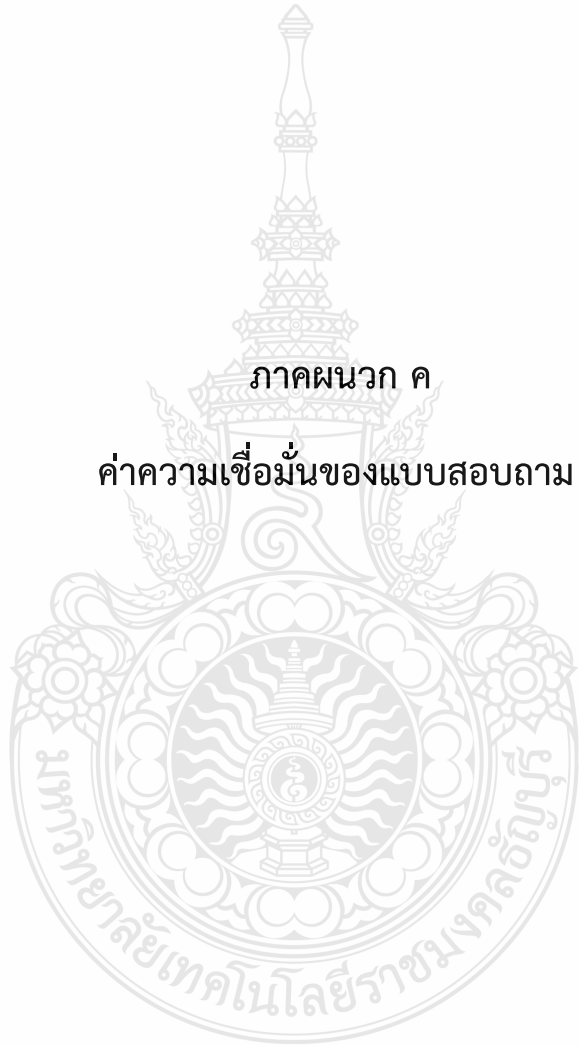 ภาคผนวก ค
ค่าความเชื่อมั่นของแบบสอบถาม
มหาวิทยาลัยเทคโนโลยีราชมงคลธัญบุรี